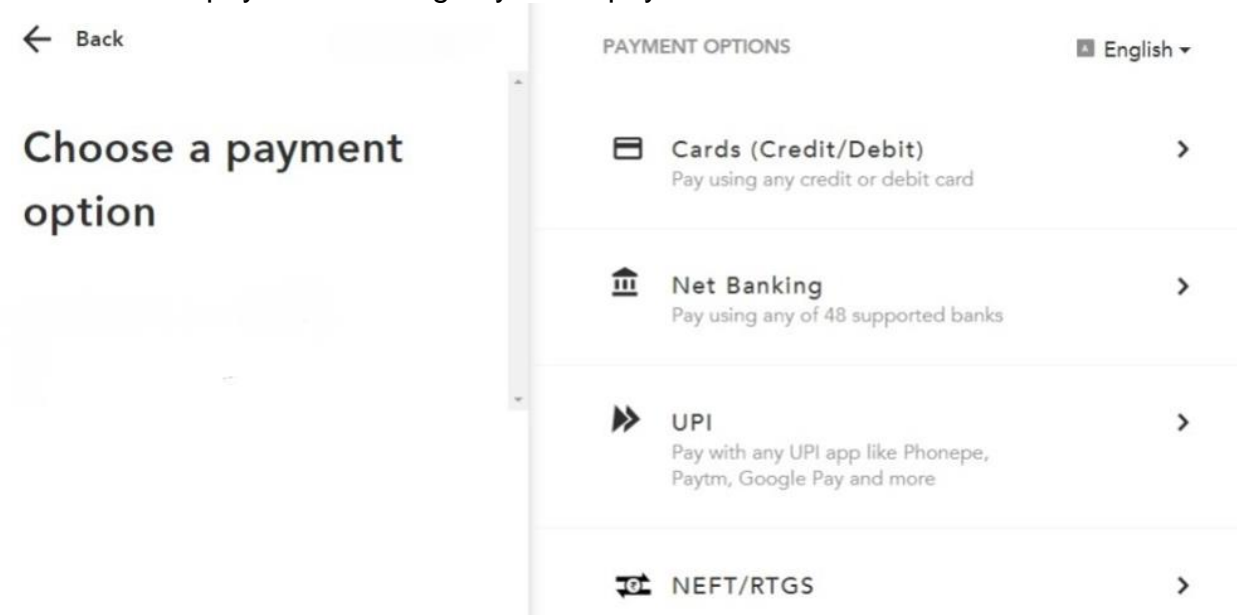 Back
Choose a payment
option
PAYMENT OPTIONS
English
Cards (Credit/Debit)
Pay using any credit or debit card
Net Banking
Pay using any of 48 supported banks
UPI
Pay with any UPI app like Phonepe,
Paytm, Google Pay and more
NEFT/RTGS